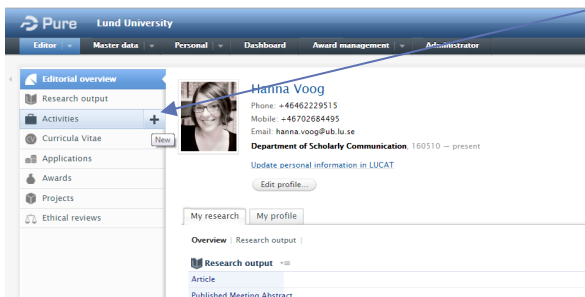 Pure Lund University
Editor Master data Personal Dashboard Award management Administrator
Editorial overview
Research output
Activities
New
Curricula Vitae
Applications
Awards
Projects
Ethical reviews
Hanna Voog
Phone: +46462229515
Mobile: +46702684495
Email: hanna.voog@ub.lu.se
Department of Scholarly Communication, 160510 — present
Update personal information in LUCAT
Edit profile...
My research My profile
Overview | Research output |
Research output
Article
Published Meeting Abstract